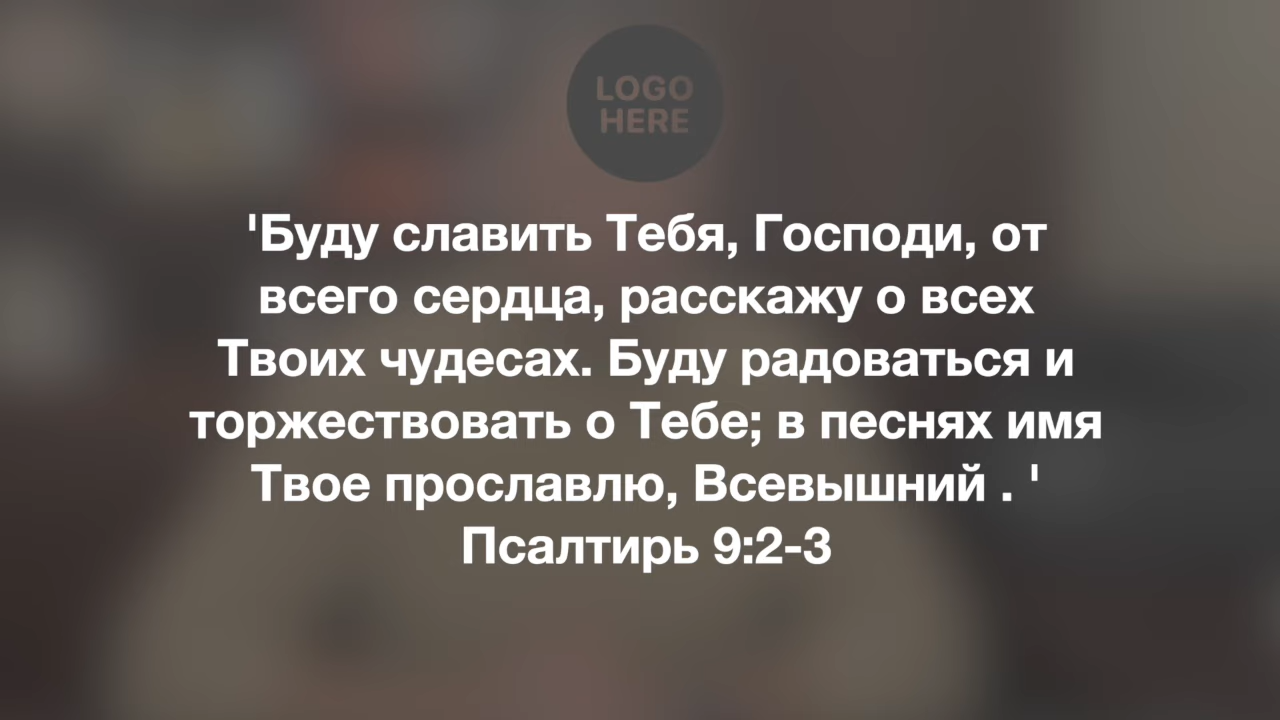 LOGO
HERE
'Буду славить Тебя, Господи, от
всего сердца, расскажу о всех
Твоих чудесах. Буду радоваться и
торжествовать о Тебе; в песнях имя
Твое прославлю, Всевышний . '
Псалтирь 9:2-3